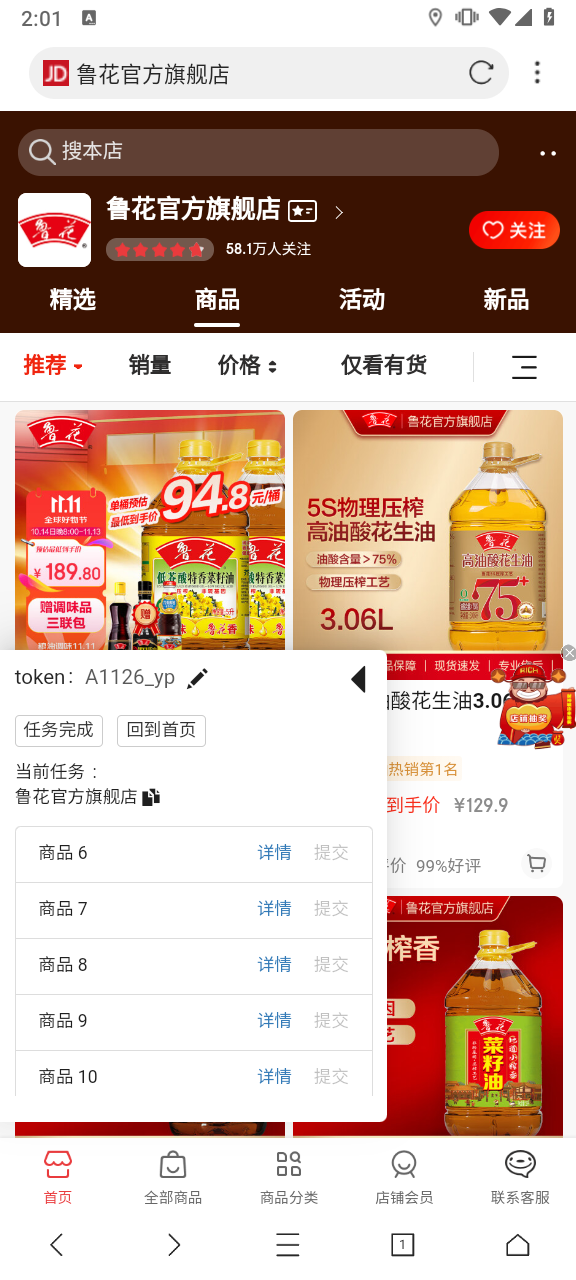 2:01
A
JD 鲁花官方旗舰店
搜本店
鲁花
鲁花官方旗舰店
58.1万人关注
关注
精选
商品
活动
新品
推荐
销量
价格
仅看有货
鲁花
11.11
全球好物节
10.14日晚8:00-11.13
单桶预估
最低到手价
94.8元/桶
预估最低到手价
¥189.80
赠调味品
三联包
赠
鲁花
低芥酸特香菜籽油
鲁花 鲁花官方旗舰店
5S物理压榨
高油酸花生油
油酸含量>75%
物理压榨工艺
3.06L
鲁花
高油酸花生油
75+
品保障 | 现货速发 | 专业售后
油酸花生油3.06
RICH
店铺抽奖
奖
热销第1名
到手价 ¥129.9
评价 99%好评
token: A1126_yp
任务完成
回到首页
当前任务：
鲁花官方旗舰店
商品 6 详情 提交
商品 7 详情 提交
商品 8 详情 提交
商品 9 详情 提交
商品 10 详情 提交
鲁花官方旗舰店
榨香
鲁花
菜籽油
首页
全部商品
商品分类
店铺会员
联系客服
1